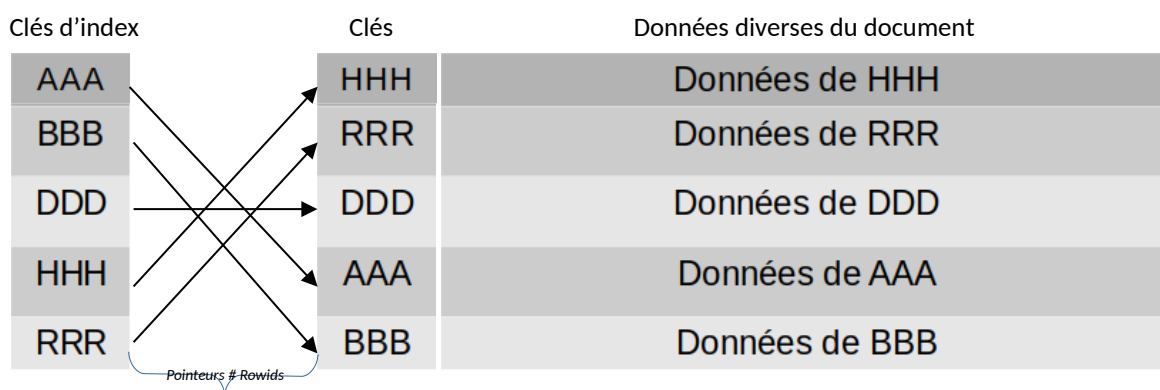 Clés d’index Clés Données diverses du document
AAA HHH Données de HHH
BBB RRR Données de RRR
DDD DDD Données de DDD
HHH AAA Données de AAA
RRR BBB Données de BBB
Pointeurs # Rowids